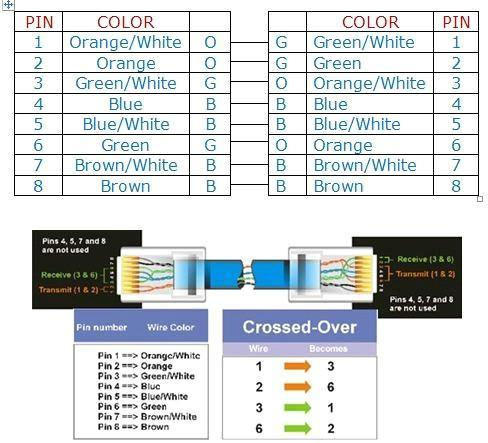 PIN COLOR COLOR PIN
1 Orange/White O G Green/White 1
2 Orange O G Green 2
3 Green/White G O Orange/White 3
4 Blue B B Blue 4
5 Blue/White B B Blue/White 5
6 Green G O Orange 6
7 Brown/White B B Brown/White 7
8 Brown B B Brown 8
Pins 4, 5, 7 and 8
are not used
Receive (3 & 6)
Transmit (1 & 2)
Receive (3 & 6)
Transmit (1 & 2)
Pins 4, 5, 7 and 8
are not used
Pin number Wire Color
Pin 1 ==> Orange/White
Pin 2 ==> Orange
Pin 3 ==> Green/White
Pin 4 ==> Blue
Pin 5 ==> Blue/White
Pin 6 ==> Green
Pin 7 ==> Brown/White
Pin 8 ==> Brown
Crossed-Over
Wire Becomes
1 3
2 6
3 1
6 2